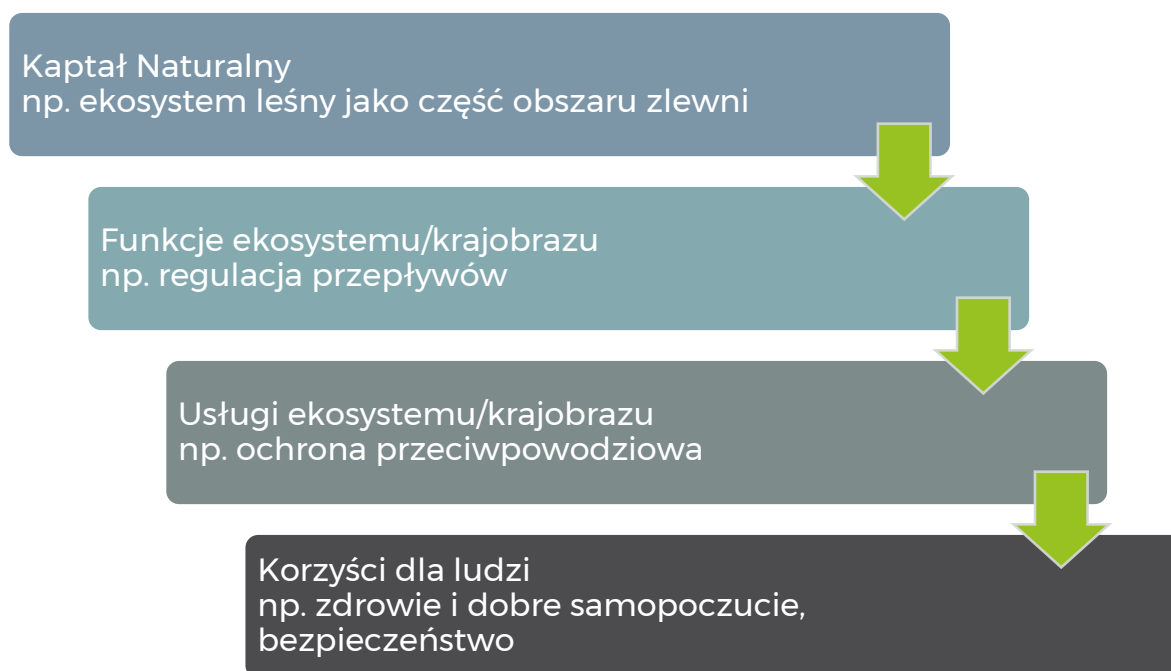 Kaptał Naturalny
np. ekosystem leśny jako część obszaru zlewni
Funkcje ekosystemu/krajobrazu
np. regulacja przepływów
Usługi ekosystemu/krajobrazu
np. ochrona przeciwpowodziowa
Korzyści dla ludzi
np. zdrowie i dobre samopoczucie,
bezpieczeństwo